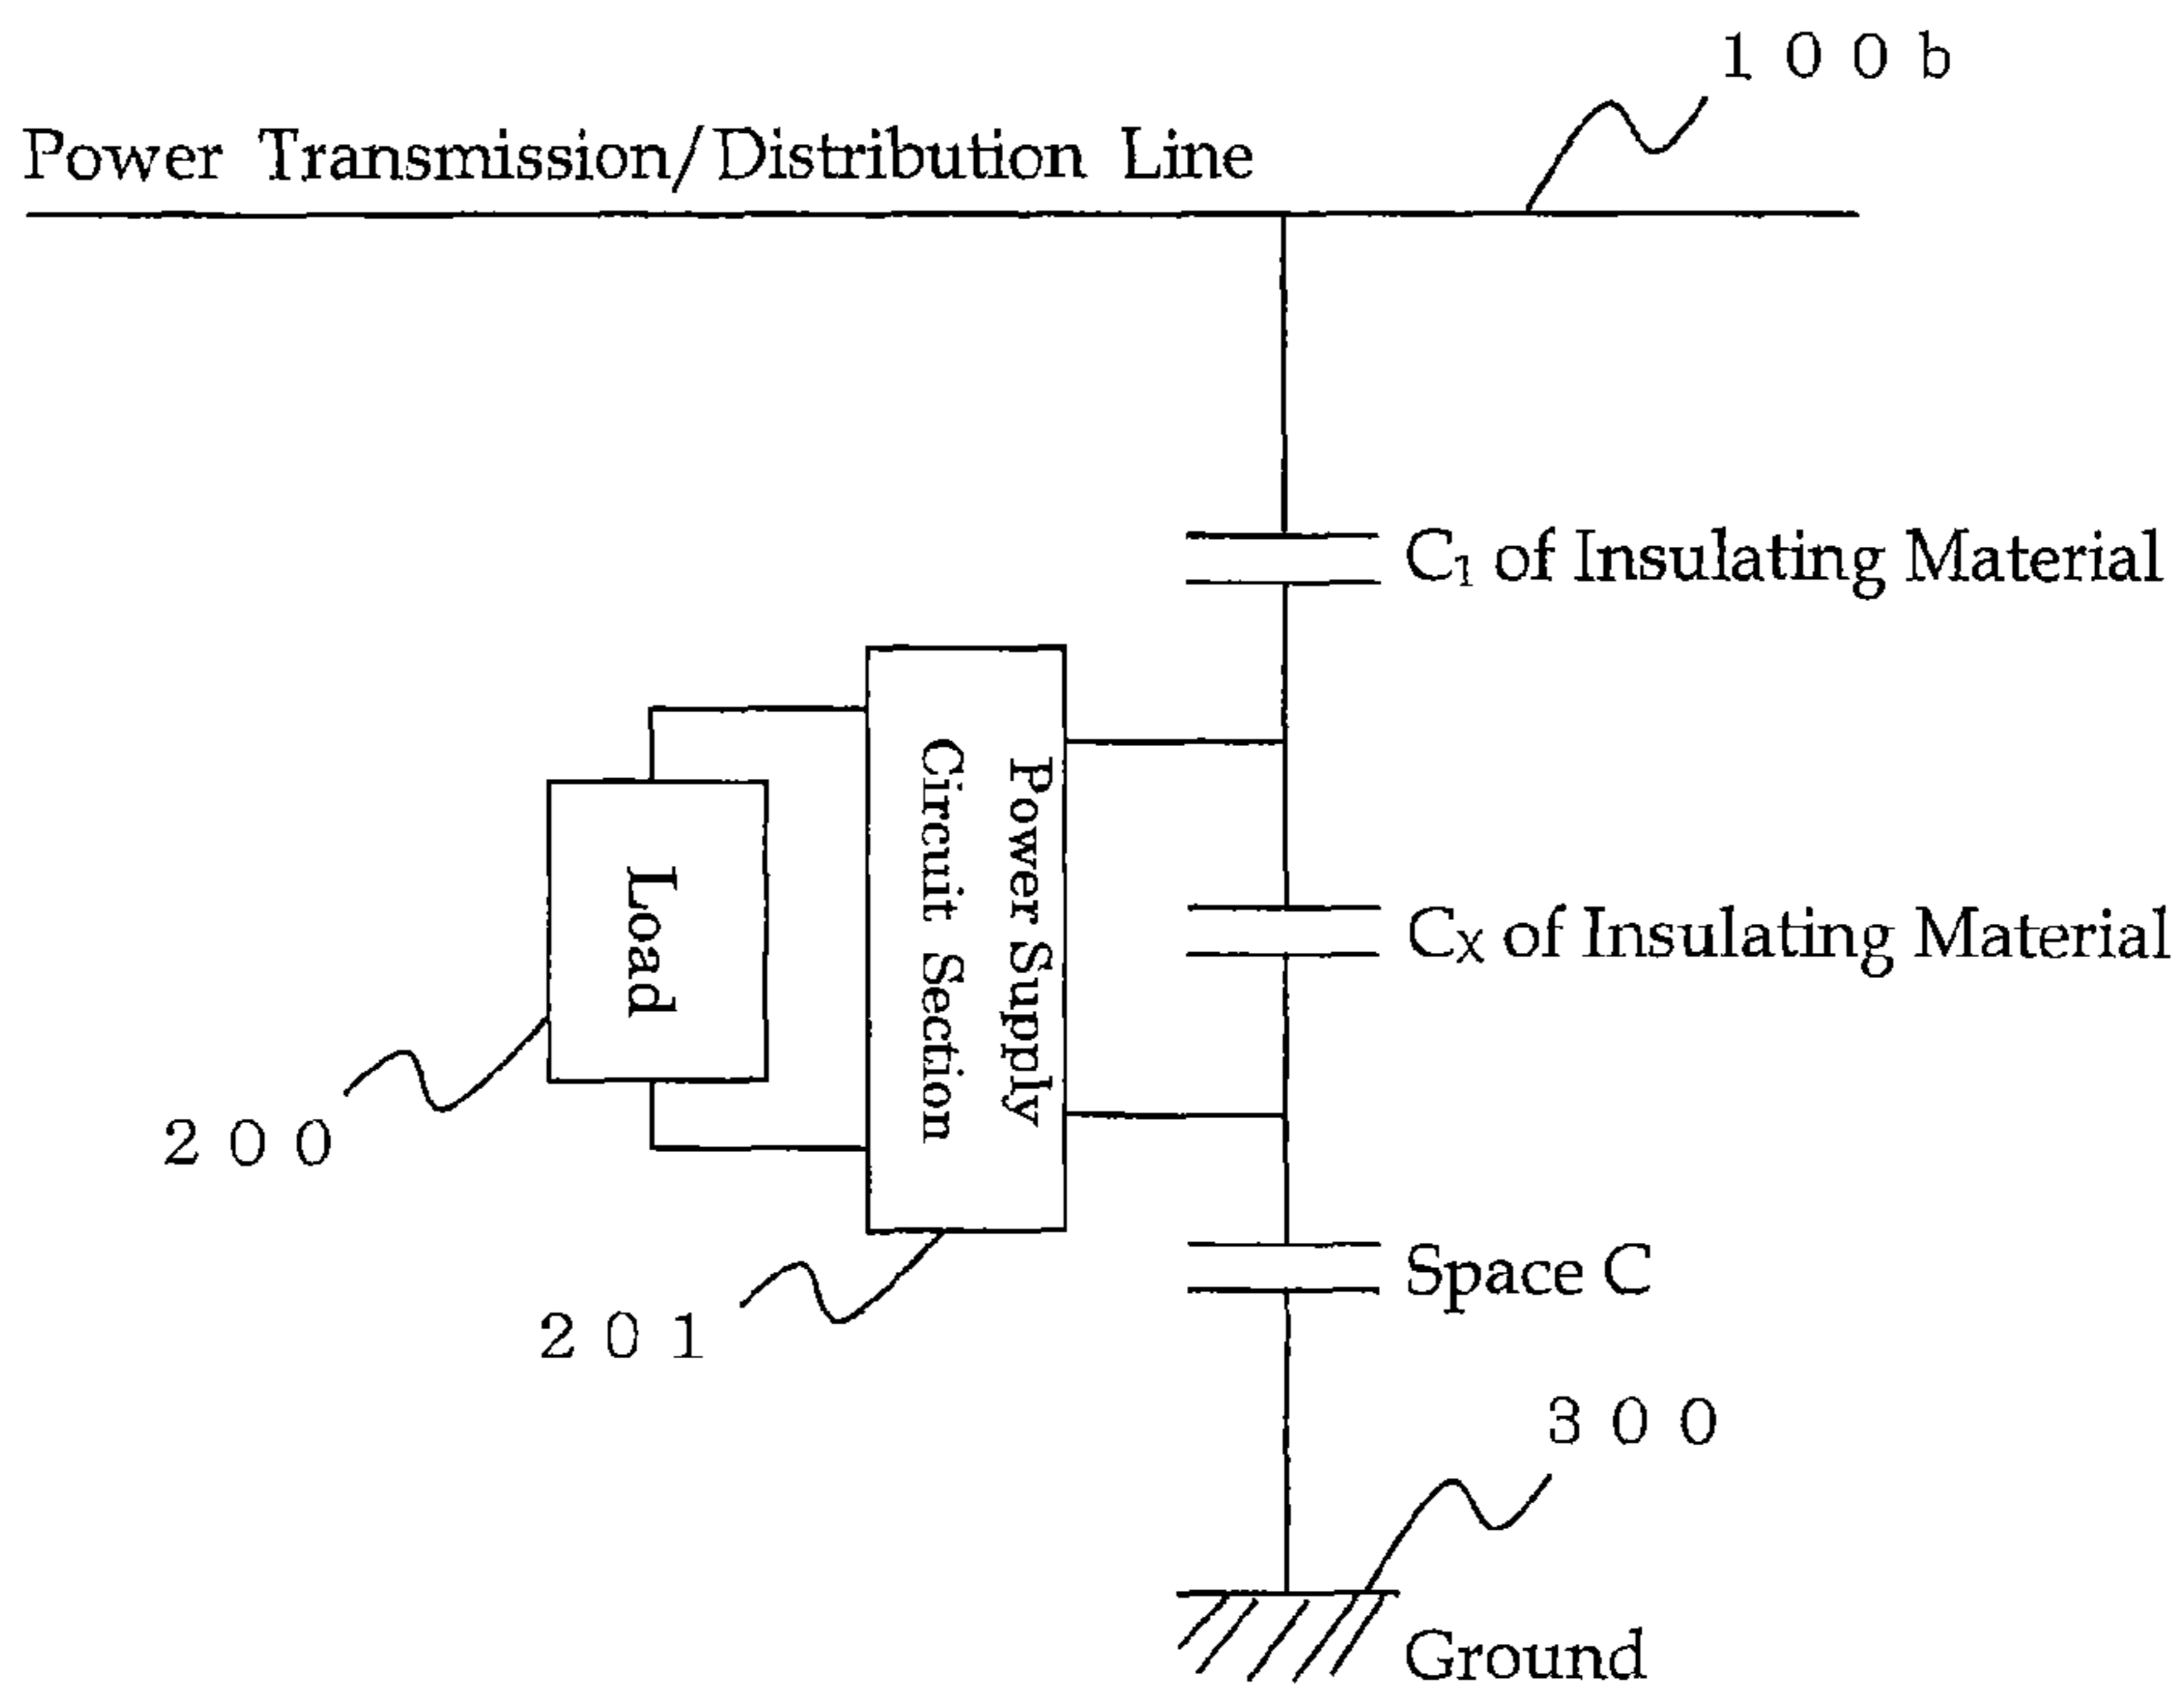 100b
Power Transmission/Distribution Line
C₁ of Insulating Material
Power Supply
Circuit Section
Load
Cₓ of Insulating Material
200
Space C
201
300
Ground